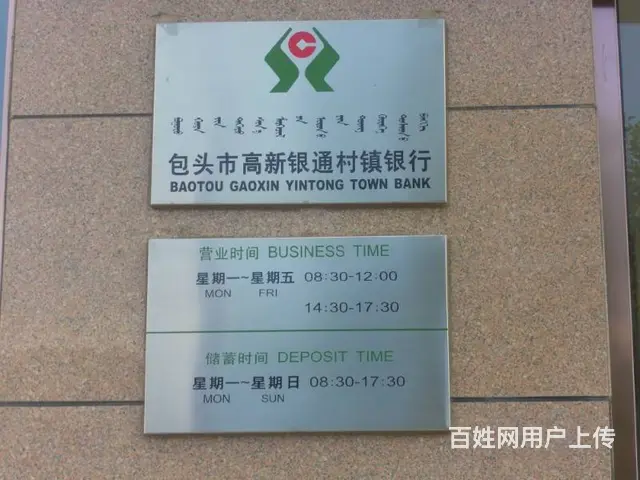 包头市高新银通村镇银行
BAOTOU GAOXIN YINTONG TOWN BANK
营业时间 BUSINESS TIME
星期一~星期五 08:30-12:00
MON FRI
14:30-17:30
储蓄时间 DEPOSIT TIME
星期一~星期日 08:30-17:30
MON SUN
百姓网用户上传